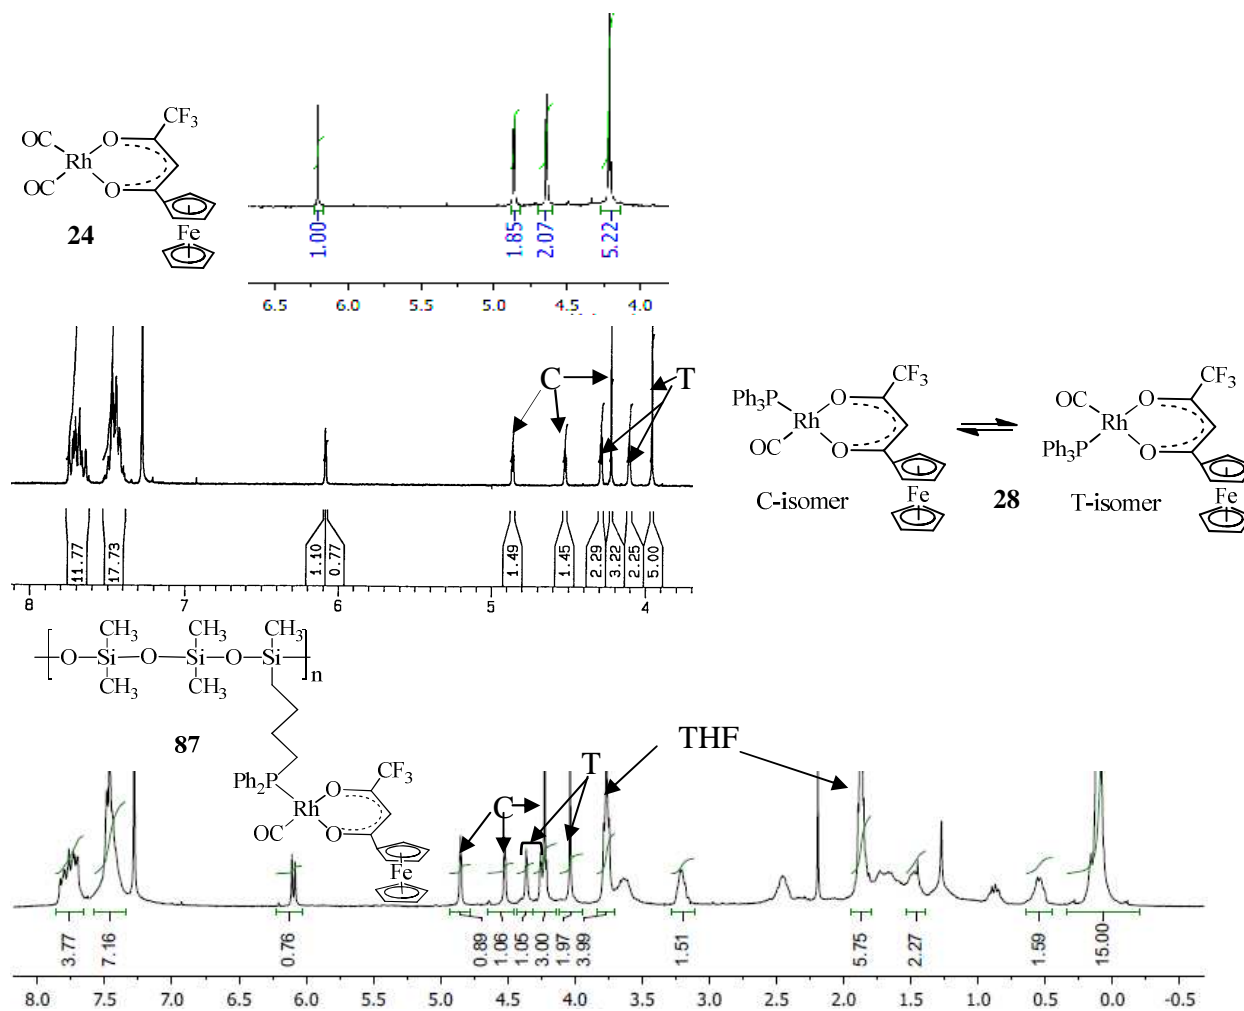 CF3
OC
O
Rh
OC
O
24
Fe
1.00
1.85
2.07
5.22
6.5 6.0 5.5 5.0 4.5 4.0
C
T
11.77
17.73
1.10
0.77
1.49
1.45
2.29
3.22
2.25
5.00
8 7 6 5 4
Ph3P
O
CF3
Rh
OC
O
Fe
C-isomer
28
OC
O
CF3
Rh
Ph3P
O
Fe
T-isomer
CH3 CH3 CH3 CH3
O Si O Si O Si
n
CH3 CH3
87
THF
T
Ph2P
O
CF3
Rh
C
OC
O
Fe
3.77
7.16
0.76
0.89
1.06
1.05
3.00
1.97
3.99
1.51
5.75
2.27
1.59
15.00
8.0 7.5 7.0 6.5 6.0 5.5 5.0 4.5 4.0 3.5 3.0 2.5 2.0 1.5 1.0 0.5 0.0 -0.5